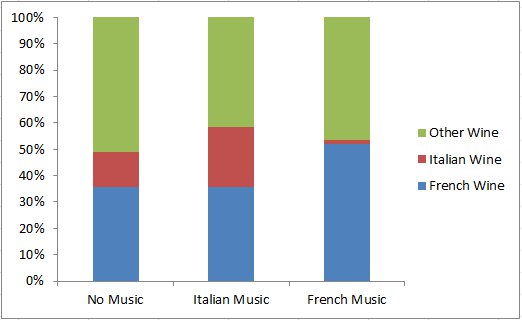 100%
90%
80%
70%
60%
50%
40%
30%
20%
10%
0%
No Music
Italian Music
French Music
Other Wine
Italian Wine
French Wine